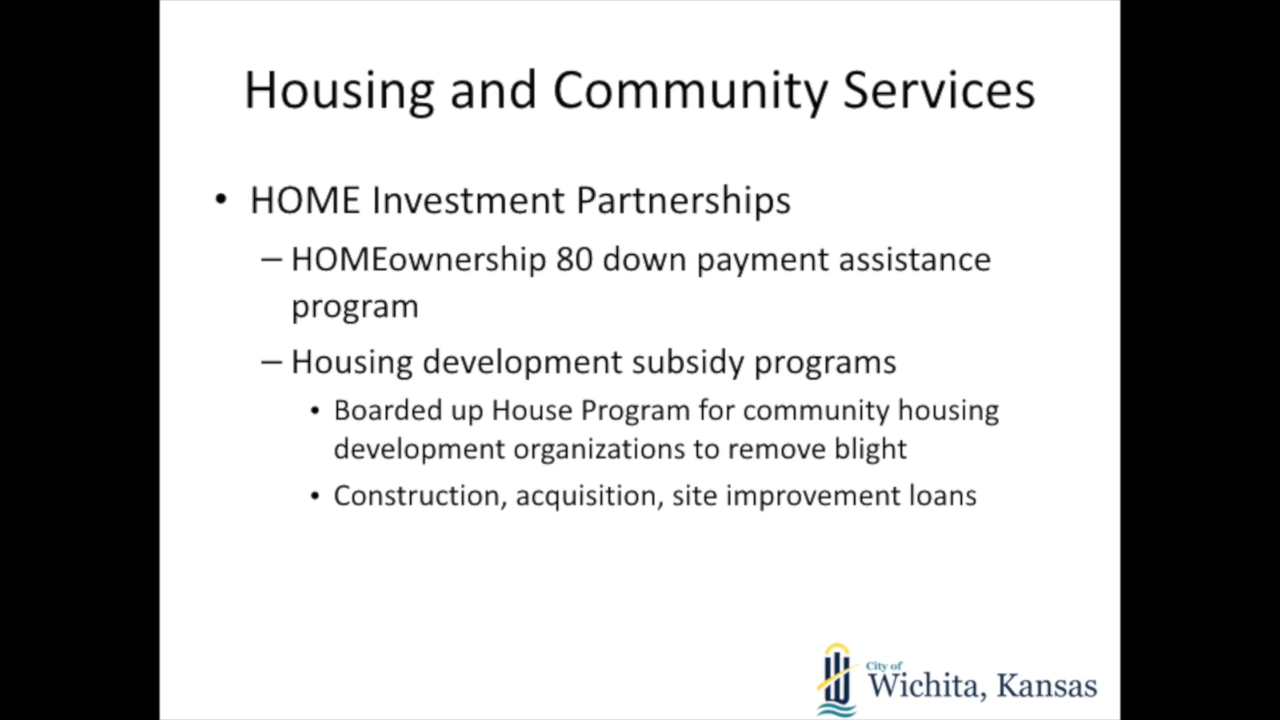 Housing and Community Services
• HOME Investment Partnerships
– HOMEownership 80 down payment assistance
program
– Housing development subsidy programs
• Boarded up House Program for community housing
development organizations to remove blight
• Construction, acquisition, site improvement loans
City of
Wichita, Kansas